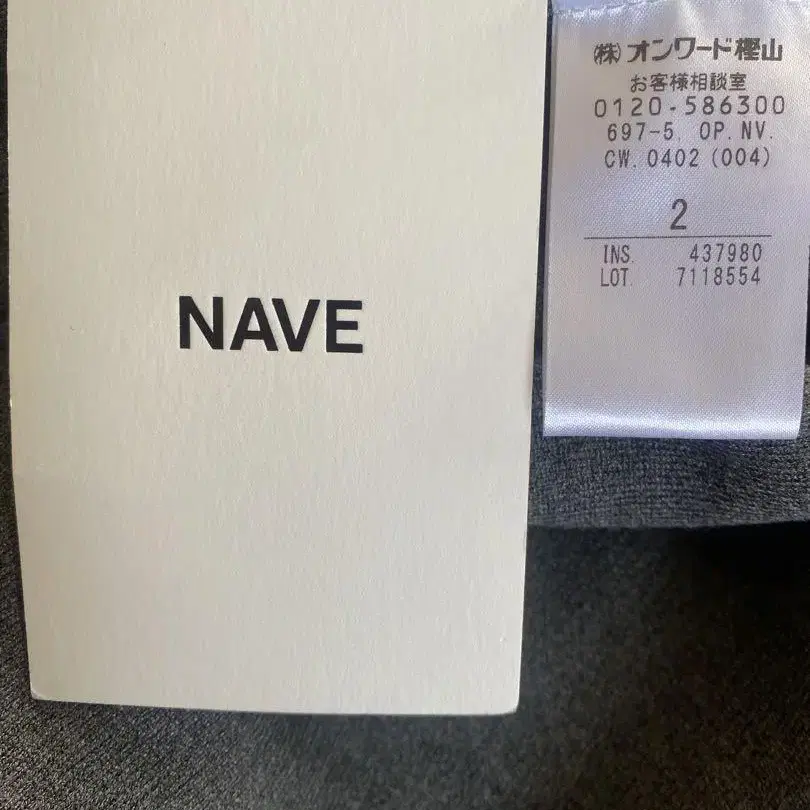 NAVE
㈱オンワード樫山
お客様相談室
0120-586300
697-5. OP. NV.
CW. 0402 (004)
2
INS. 437980
LOT. 7118554